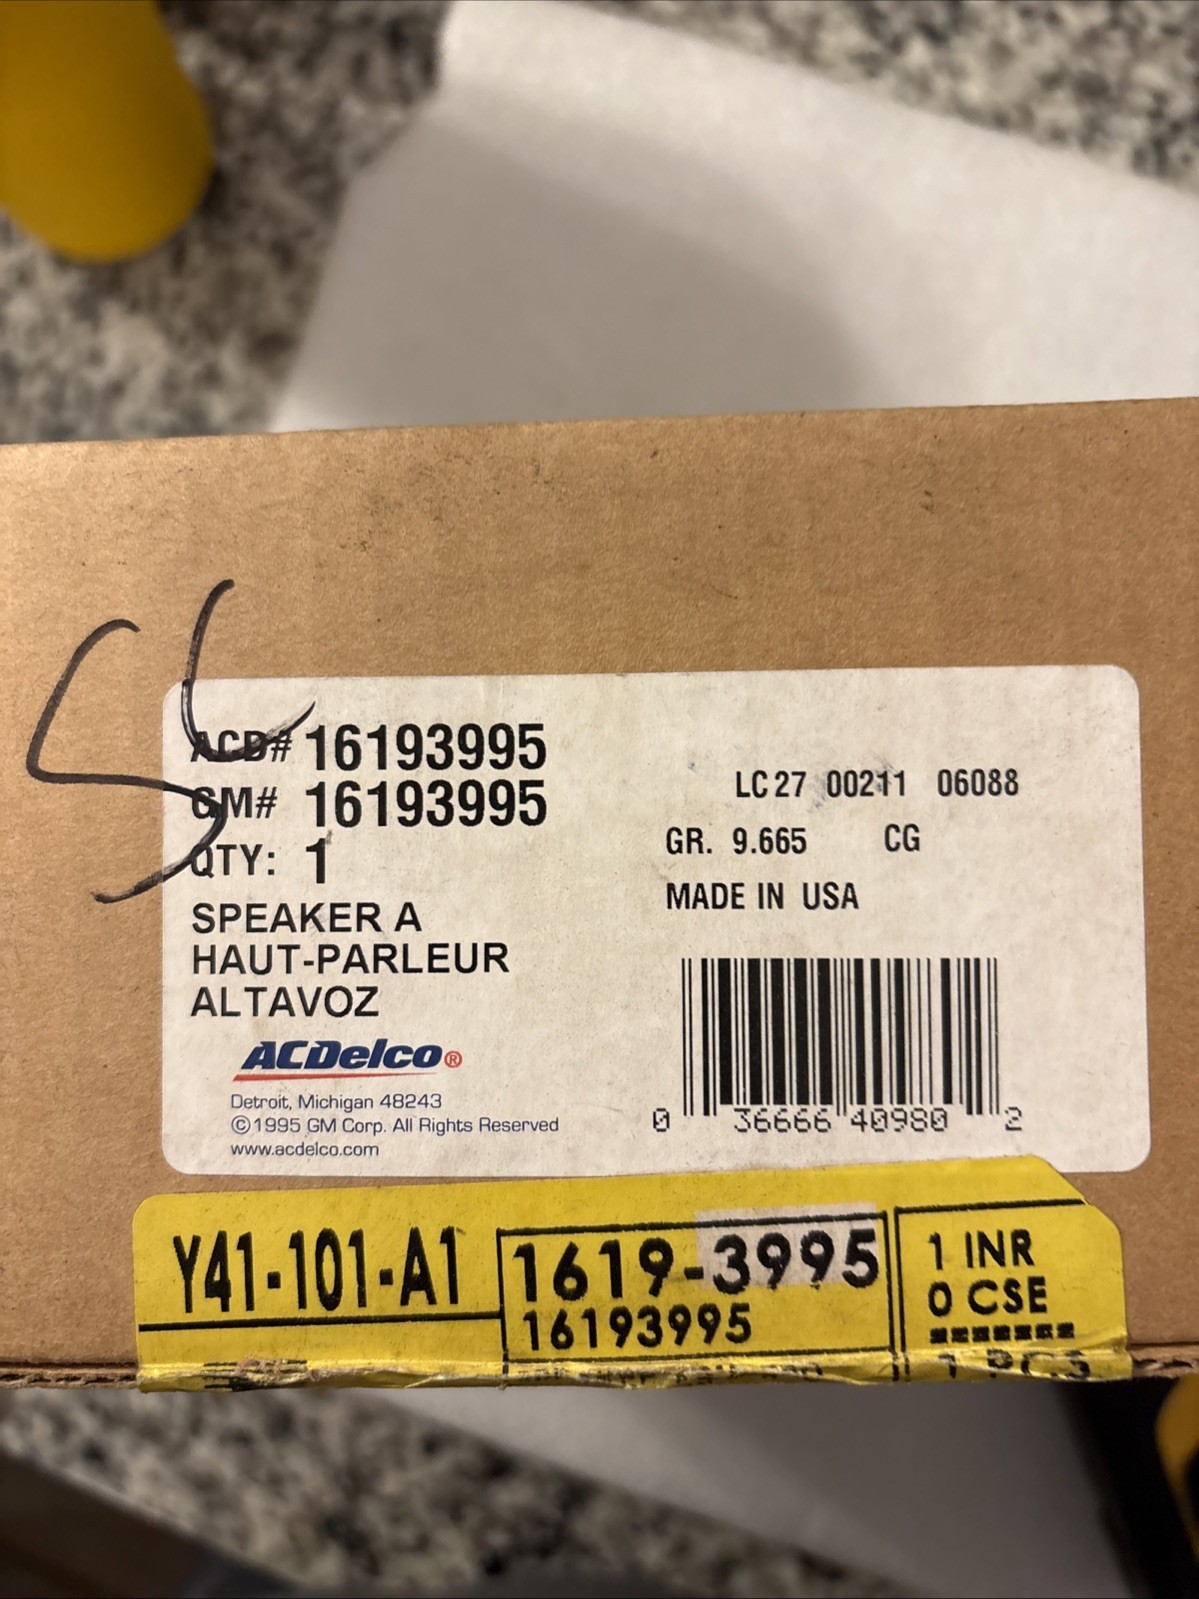 ACD# 16193995
GM# 16193995
QTY: 1
SPEAKER A
HAUT-PARLEUR
ALTAVOZ
ACDelco®
Detroit, Michigan 48243
©1995 GM Corp. All Rights Reserved
www.acdelco.com
LC27 00211 06088
GR. 9.665 CG
MADE IN USA
0 36666 40980 2
Y41-101-A1
1619-3995
16193995
1 INR
0 CSE
1 PCS